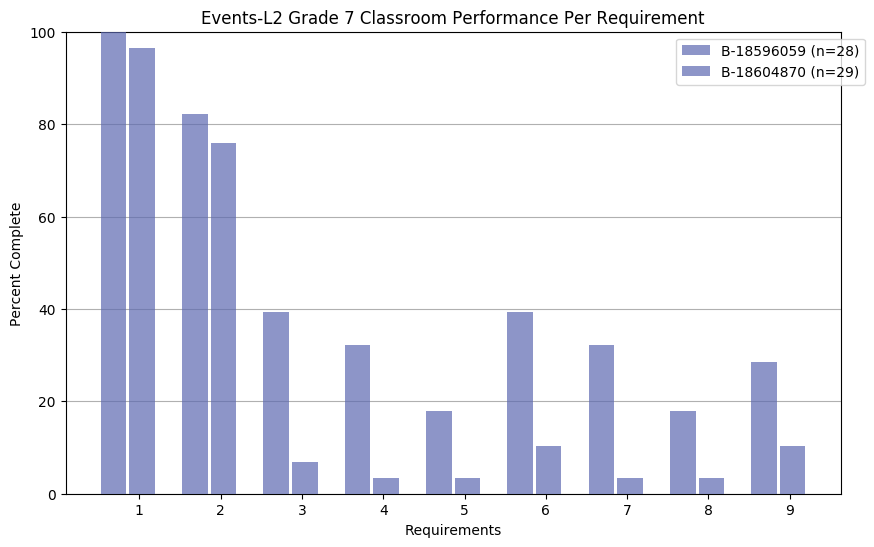 Events-L2 Grade 7 Classroom Performance Per Requirement
B-18596059 (n=28)
B-18604870 (n=29)
Percent Complete
100
80
60
40
20
0
1 2 3 4 5 6 7 8 9
Requirements